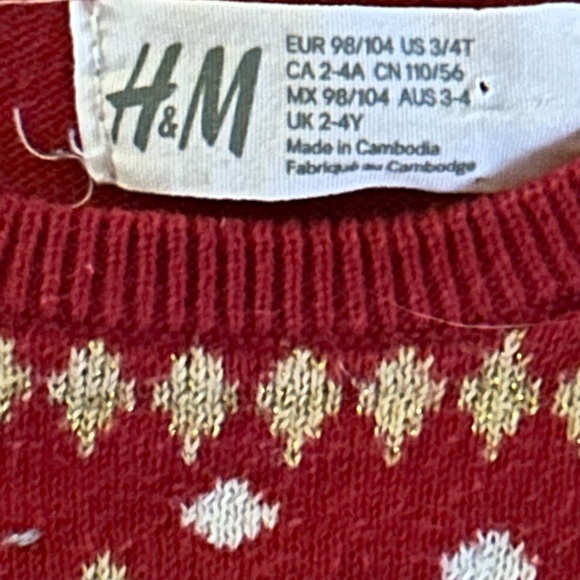 H&M
EUR 98/104 US 3/4T
CA 2-4A CN 110/56
MX 98/104 AUS 3-4
UK 2-4Y
Made in Cambodia
Fabriqué au Cambodge